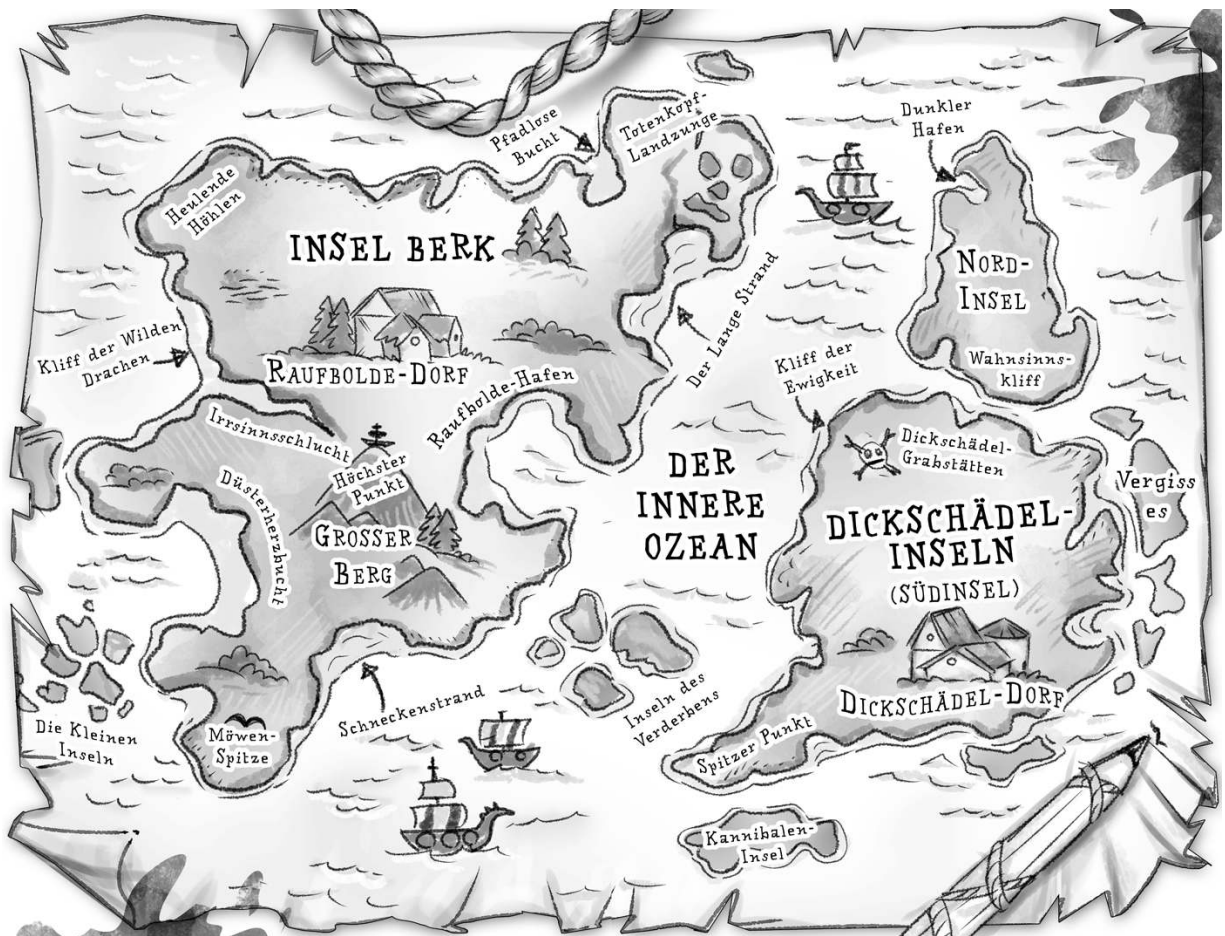 Pfadlose
Bucht
Totenkopf-
Landzunge
Dunkler
Hafen
Heulende
Höhlen
INSEL BERK
NORD-
INSEL
Der Lange Strand
Kliff der Wilden
Drachen
RAUFBOLDE-DORF
Raufbolde-Hafen
Kliff der
Ewigkeit
Wahnsinns-
kliff
Irrsinnsschlucht
Höchster
Punkt
Dickschädel-
Grabstätten
DER
INNERE
OZEAN
Vergiss
es
DICKSCHÄDEL-
INSELN
(SÜDINSEL)
Düsterherzbucht
GROSSER
BERG
Schneckenstrand
Inseln des
Verderbens
DICKSCHÄDEL-DORF
Die Kleinen
Inseln
Möwen-
Spitze
Spitzer Punkt
Kannibalen-
Insel